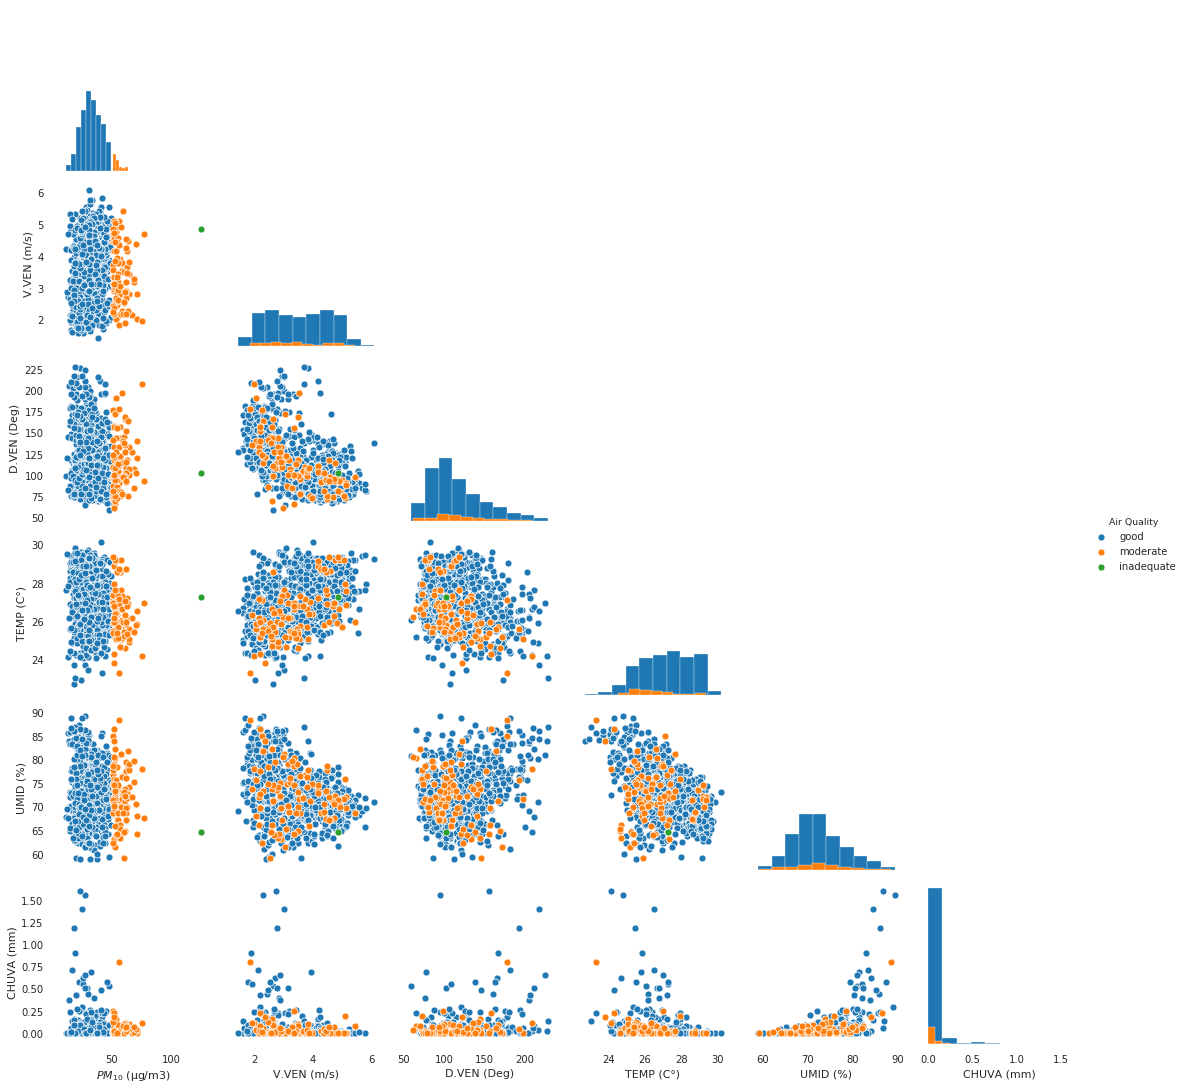 6
5
4
3
2
V.VEN (m/s)
225
200
175
150
125
100
75
50
D.VEN (Deg)
Air Quality
good
moderate
inadequate
30
28
26
24
TEMP (C°)
90
85
80
75
70
65
60
UMID (%)
1.50
1.25
1.00
0.75
0.50
0.25
0.00
CHUVA (mm)
50 100
2 4 6
50 100 150 200
24 26 28 30
60 70 80 90
0.0 0.5 1.0 1.5
PM₁₀ (µg/m3)
V.VEN (m/s)
D.VEN (Deg)
TEMP (C°)
UMID (%)
CHUVA (mm)